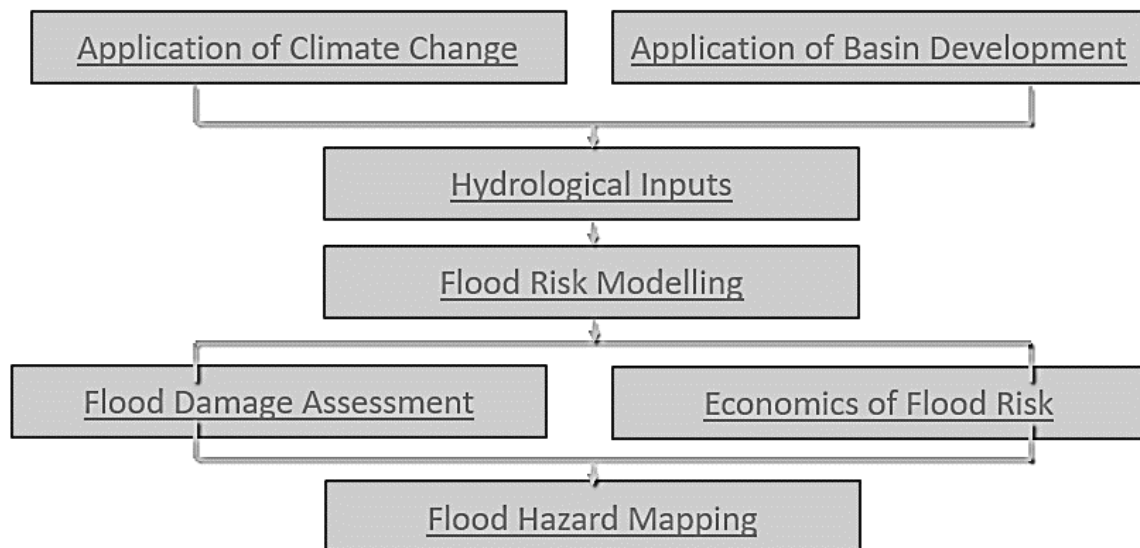 Application of Climate Change
Application of Basin Development
Hydrological Inputs
Flood Risk Modelling
Flood Damage Assessment
Economics of Flood Risk
Flood Hazard Mapping